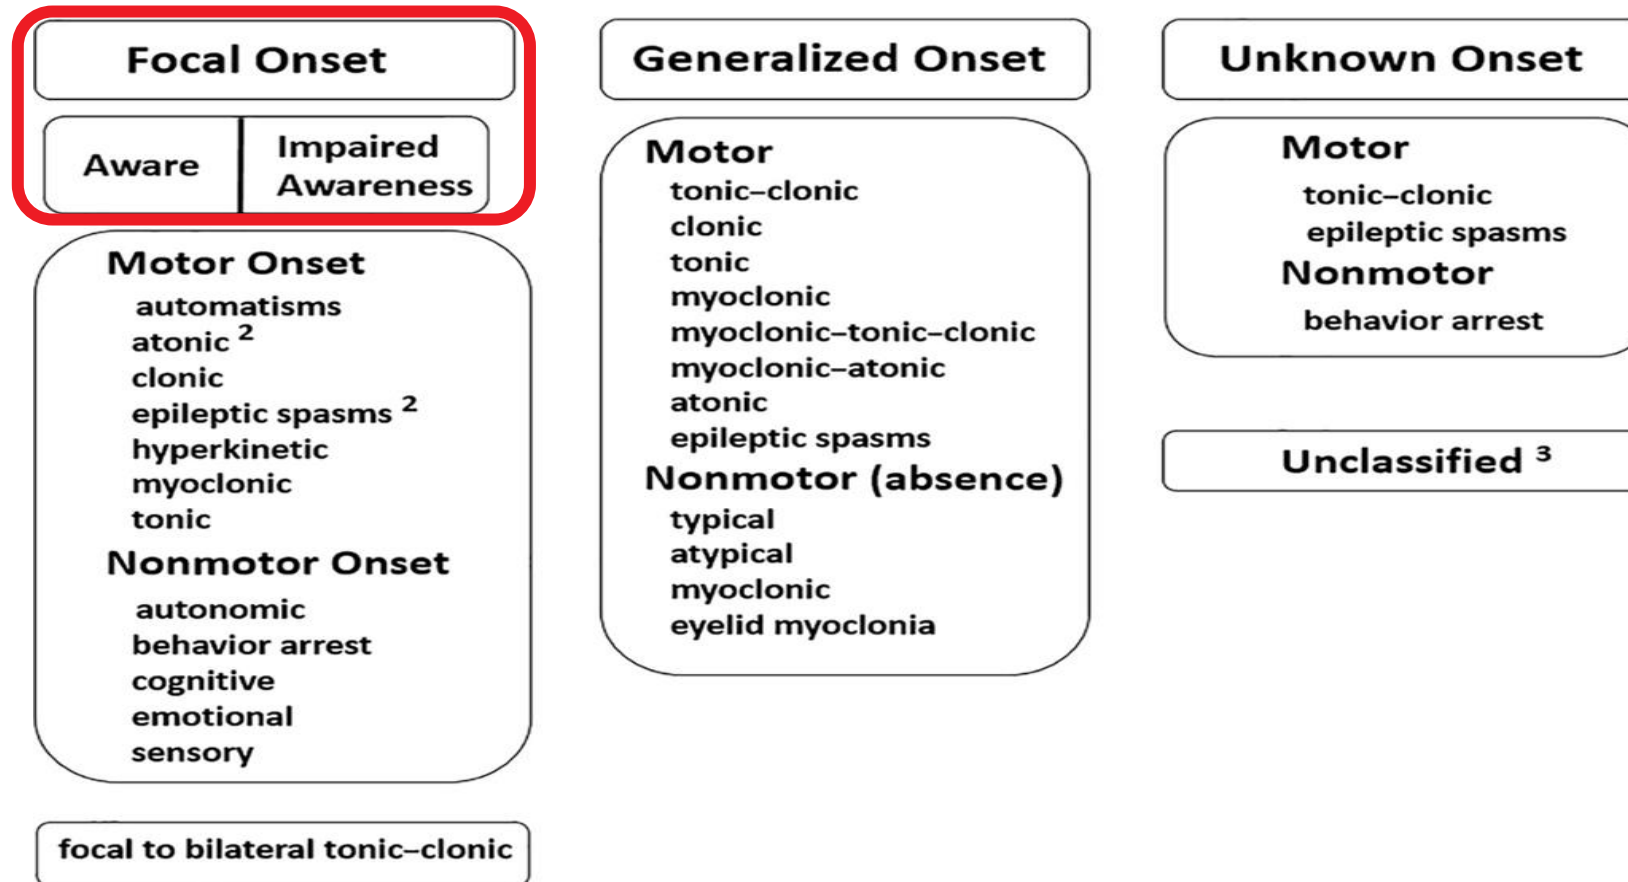 Focal Onset
Aware
Impaired
Awareness
Motor Onset
automatisms
atonic ²
clonic
epileptic spasms ²
hyperkinetic
myoclonic
tonic
Nonmotor Onset
autonomic
behavior arrest
cognitive
emotional
sensory
focal to bilateral tonic–clonic
Generalized Onset
Motor
tonic–clonic
clonic
tonic
myoclonic
myoclonic–tonic–clonic
myoclonic–atonic
atonic
epileptic spasms
Nonmotor (absence)
typical
atypical
myoclonic
eyelid myoclonia
Unknown Onset
Motor
tonic–clonic
epileptic spasms
Nonmotor
behavior arrest
Unclassified ³